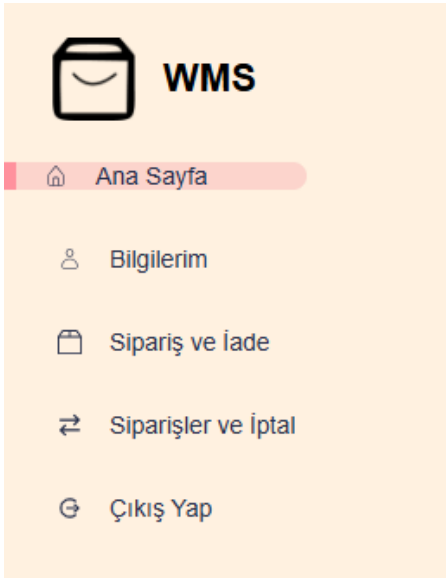 WMS
Ana Sayfa
Bilgilerim
Sipariş ve İade
Siparişler ve İptal
Çıkış Yap